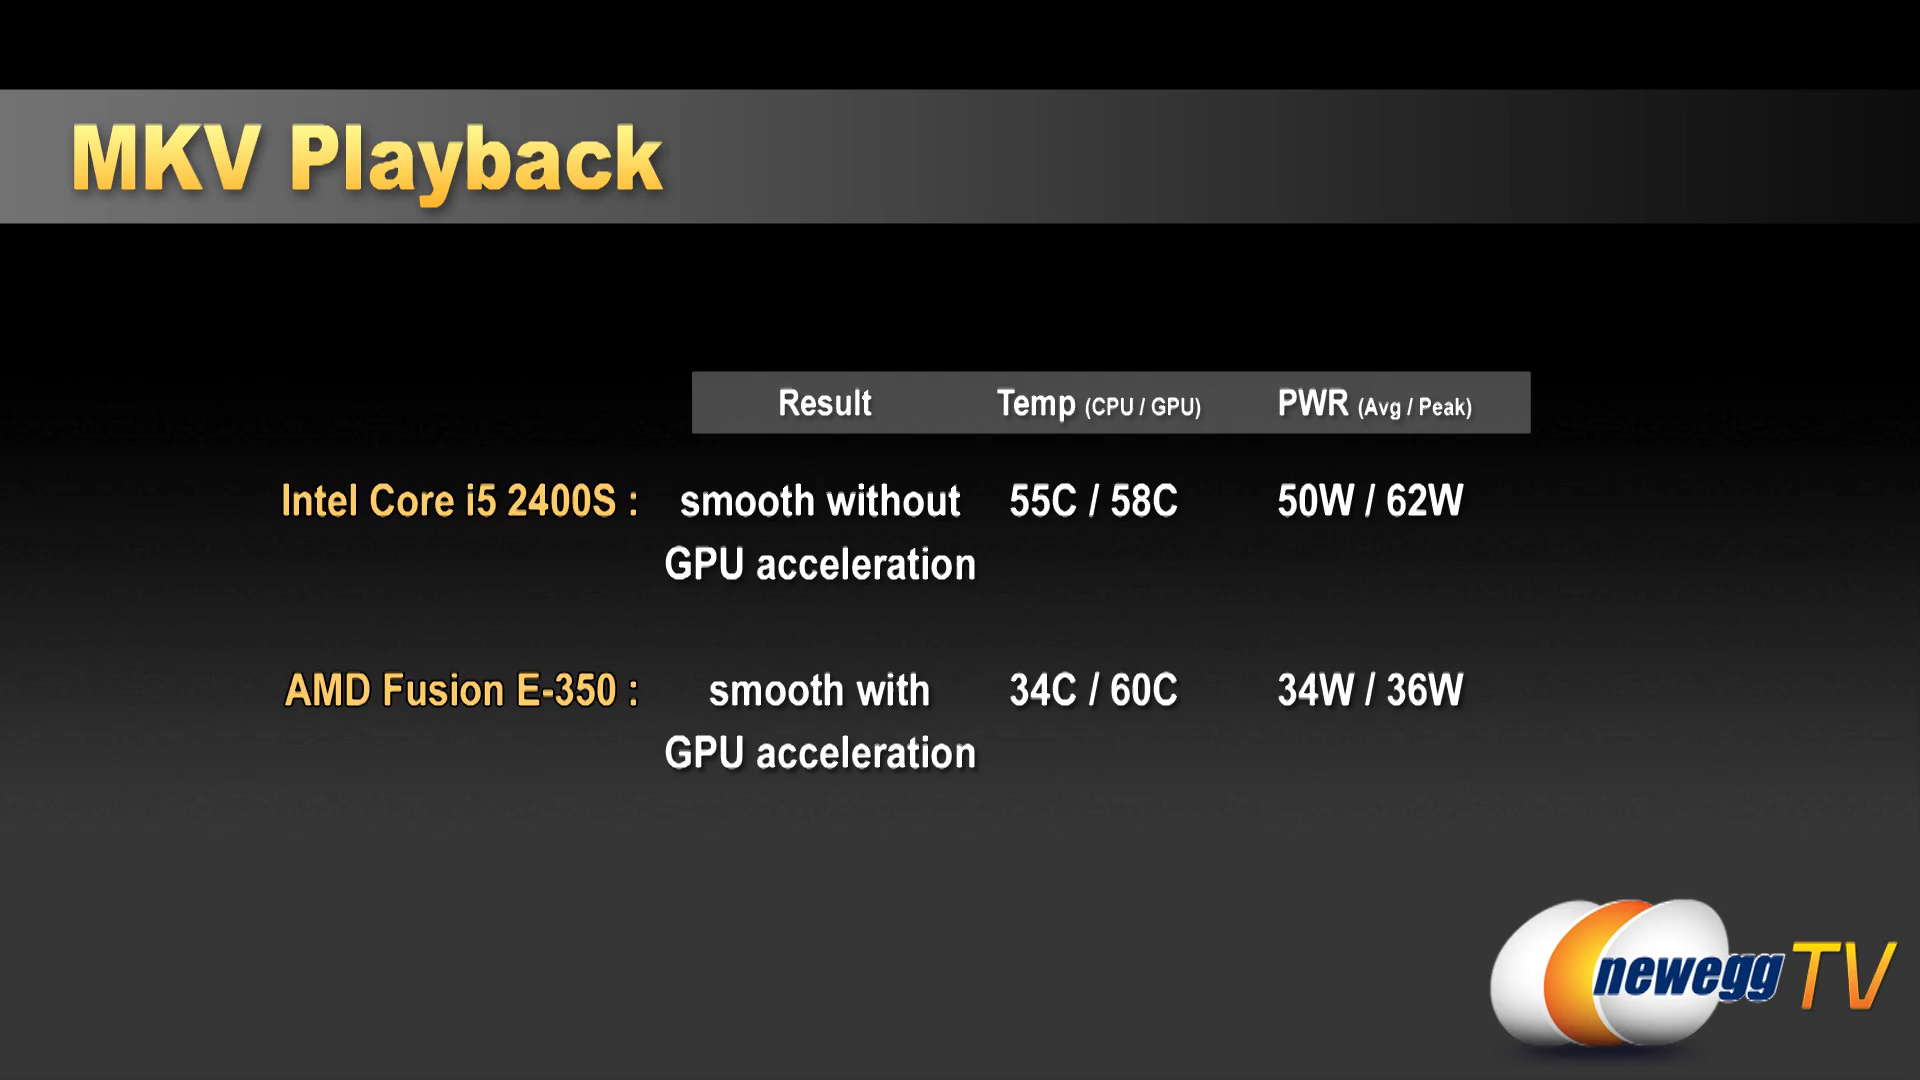 MKV Playback
Result Temp (CPU / GPU) PWR (Avg / Peak)
Intel Core i5 2400S : smooth without 55C / 58C 50W / 62W
GPU acceleration
AMD Fusion E-350 : smooth with 34C / 60C 34W / 36W
GPU acceleration
newegg TV